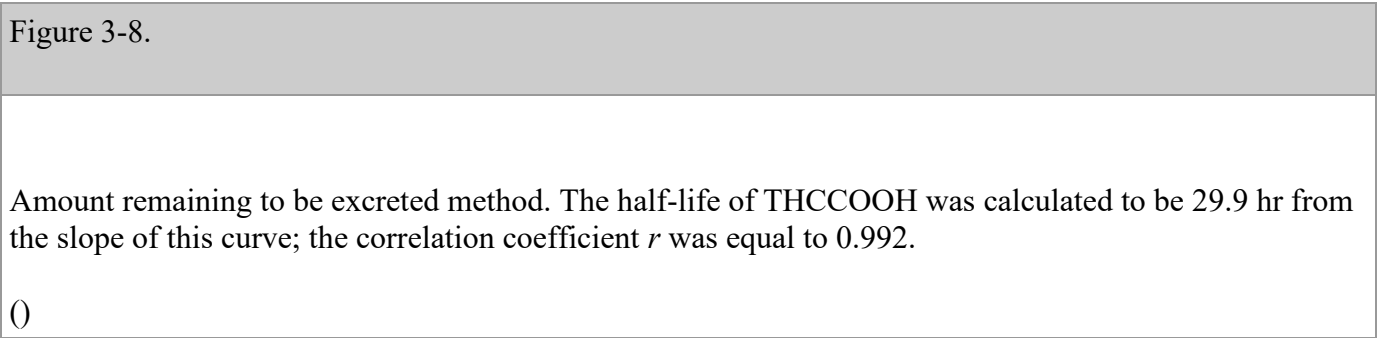 Figure 3-8.
Amount remaining to be excreted method. The half-life of THCCOOH was calculated to be 29.9 hr from
the slope of this curve; the correlation coefficient r was equal to 0.992.
()